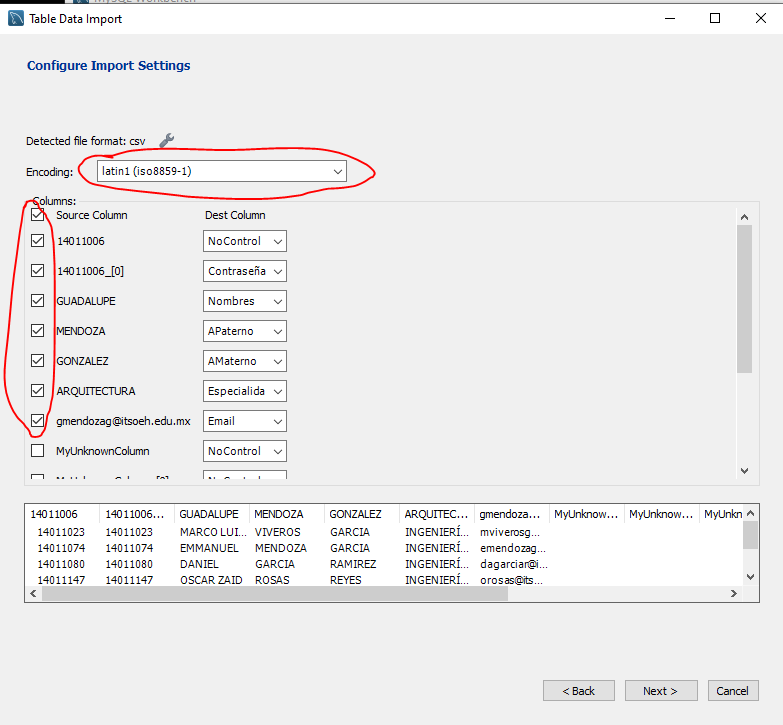 MySQL Workbench
Table Data Import
Configure Import Settings
Detected file format: csv
Encoding: latin1 (iso8859-1)
Columns:
Source Column Dest Column
14011006 NoControl
14011006_[0] Contraseña
GUADALUPE Nombres
MENDOZA APaterno
GONZALEZ AMaterno
ARQUITECTURA Especialida
gmendozag@itsoeh.edu.mx Email
MyUnknownColumn NoControl
14011006 14011006... GUADALUPE MENDOZA GONZALEZ ARQUITEC... gmendoza... MyUnknow... MyUnknow... MyUnkn
14011023 14011023 MARCO LUI... VIVEROS GARCIA INGENIERÍ... mviverosg...
14011074 14011074 EMMANUEL MENDOZA GARCIA INGENIERÍ... emendozag...
14011080 14011080 DANIEL GARCIA RAMIREZ INGENIERÍ... dagarciar@i...
14011147 14011147 OSCAR ZAID ROSAS REYES INGENIERÍ... orosas@its...
< Back Next > Cancel